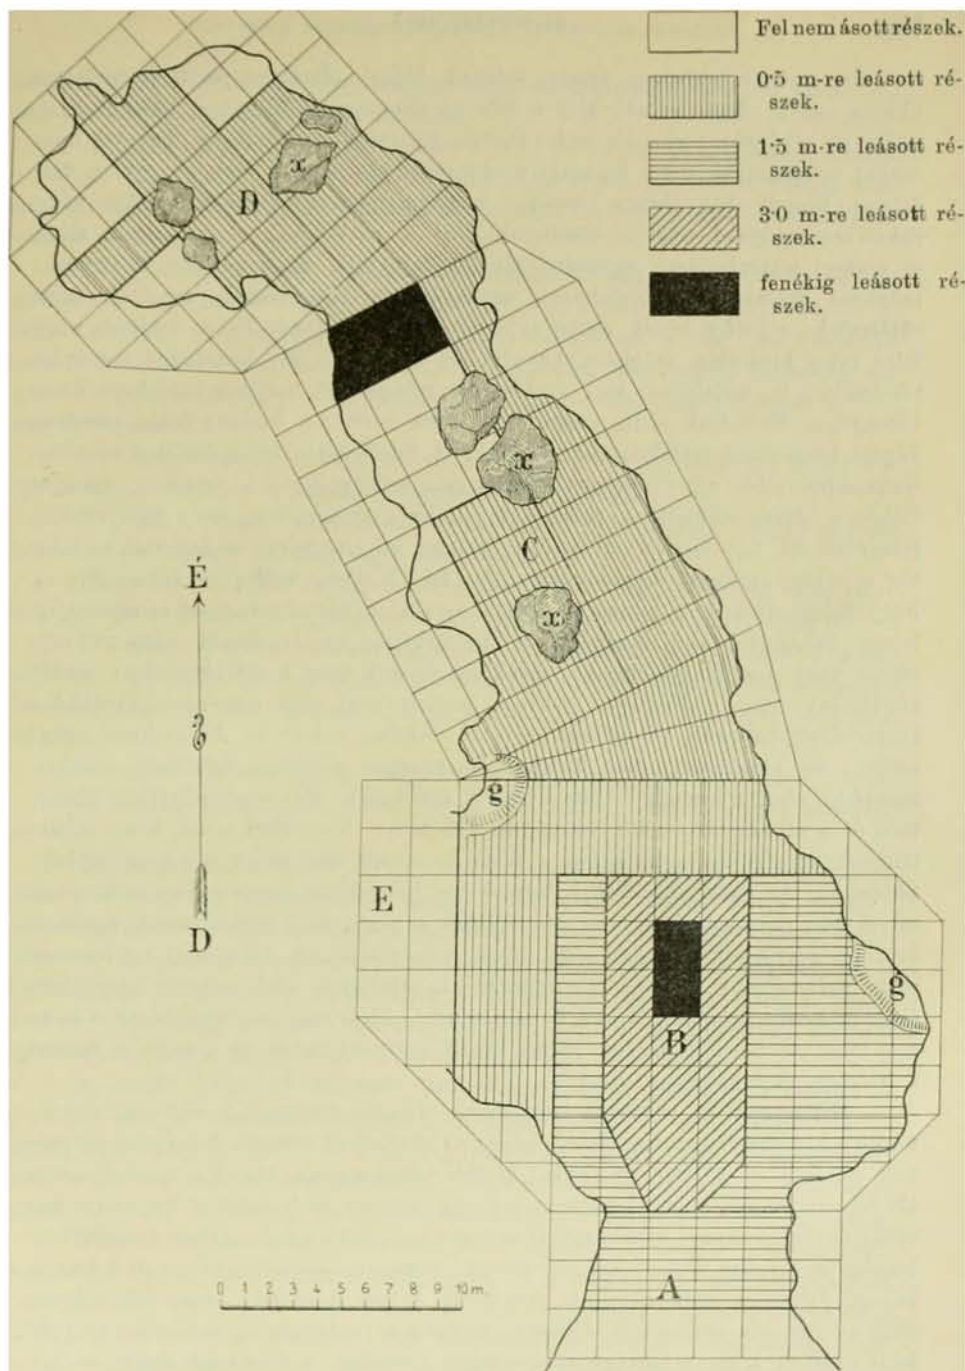 Fel nem ásott részek.
0·5 m-re leásott ré-
szek.
1·5 m-re leásott ré-
szek.
3·0 m-re leásott ré-
szek.
fenékig leásott ré-
szek.
x
D
x
C
x
É
D
g
E
g
B
A
0 1 2 3 4 5 6 7 8 9 10 m.